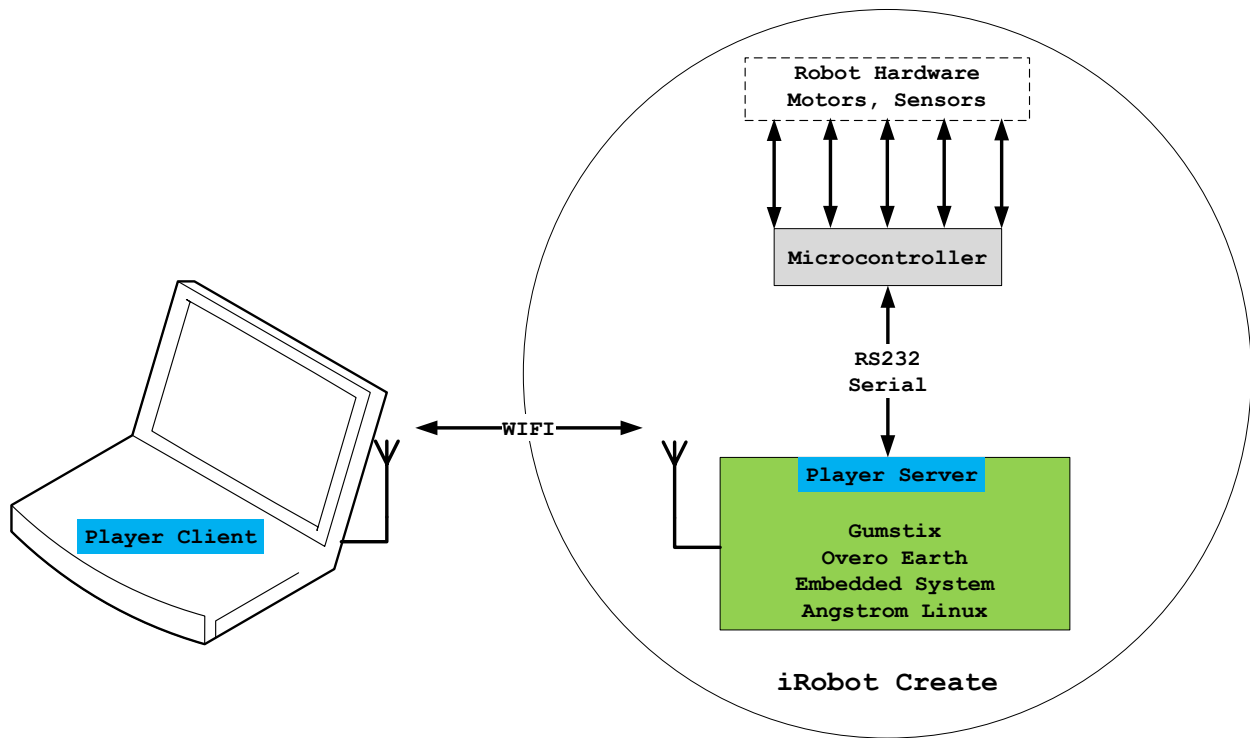 Robot Hardware
Motors, Sensors
Microcontroller
RS232
Serial
WIFI
Player Client
Player Server
Gumstix
Overo Earth
Embedded System
Angstrom Linux
iRobot Create